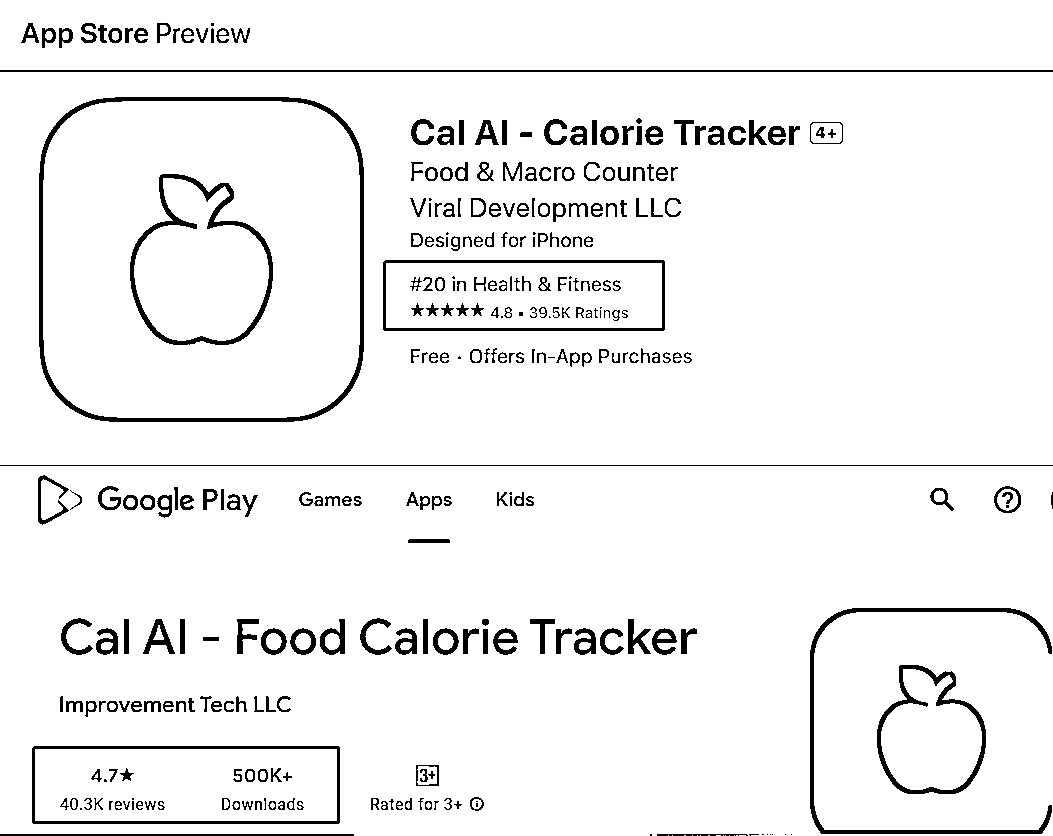 App Store Preview
Cal AI - Calorie Tracker 4+
Food & Macro Counter
Viral Development LLC
Designed for iPhone
#20 in Health & Fitness
★★★★★ 4.8 • 39.5K Ratings
Free · Offers In-App Purchases
Google Play Games Apps Kids
Cal AI - Food Calorie Tracker
Improvement Tech LLC
4.7★ 500K+ 3+
40.3K reviews Downloads Rated for 3+